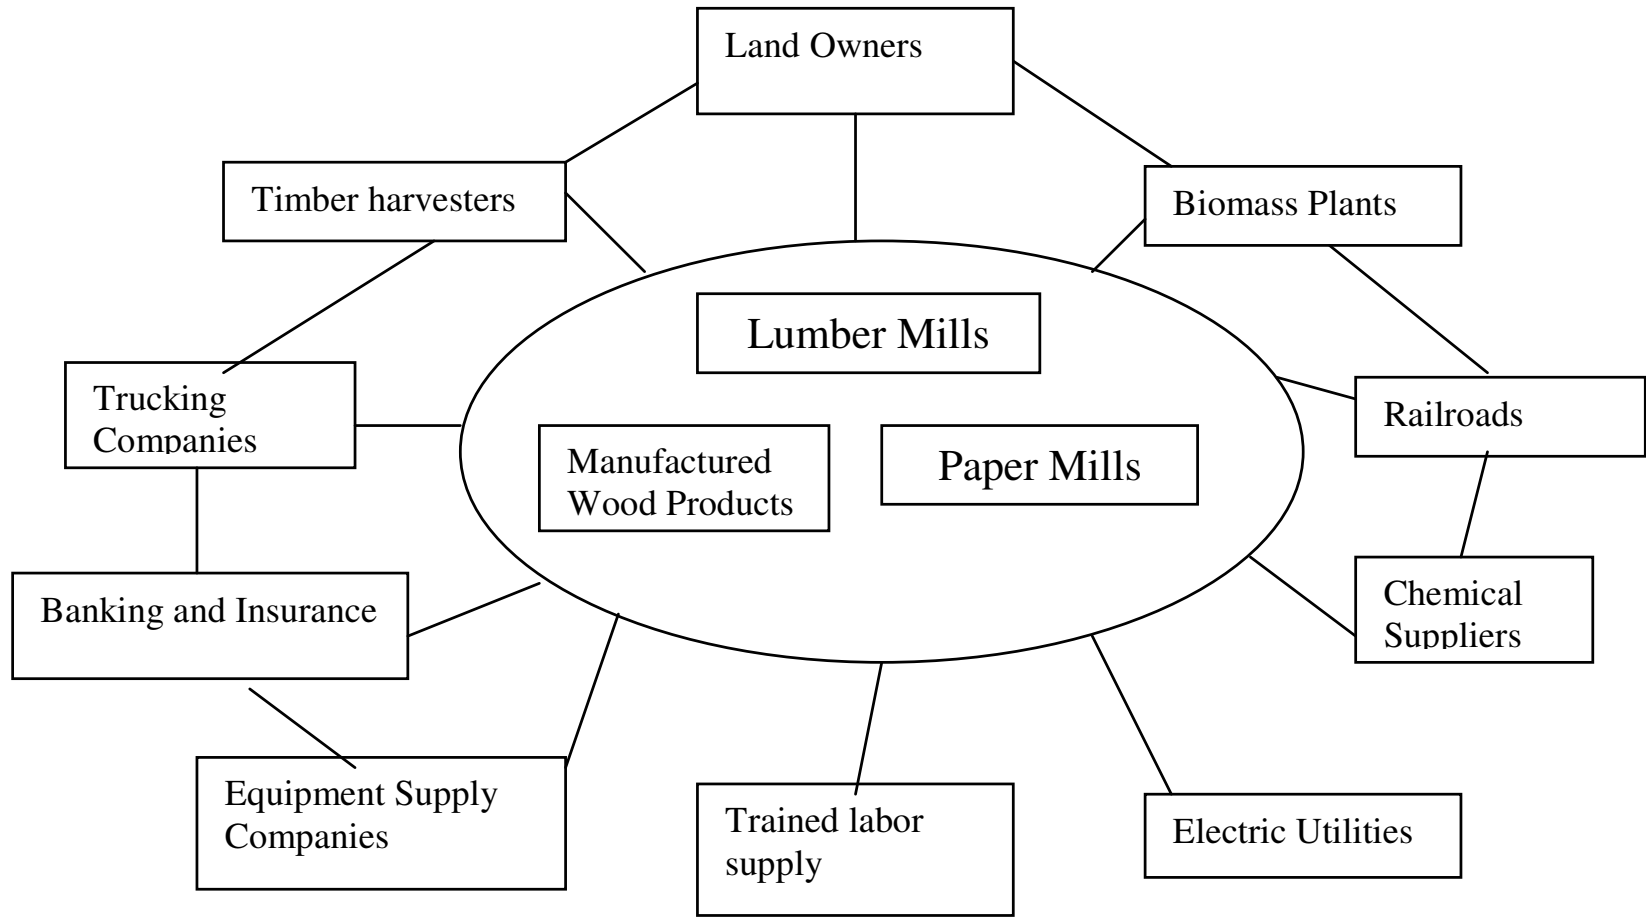 Land Owners
Timber harvesters
Biomass Plants
Lumber Mills
Trucking
Companies
Railroads
Manufactured
Wood Products
Paper Mills
Banking and Insurance
Chemical
Suppliers
Equipment Supply
Companies
Trained labor
supply
Electric Utilities